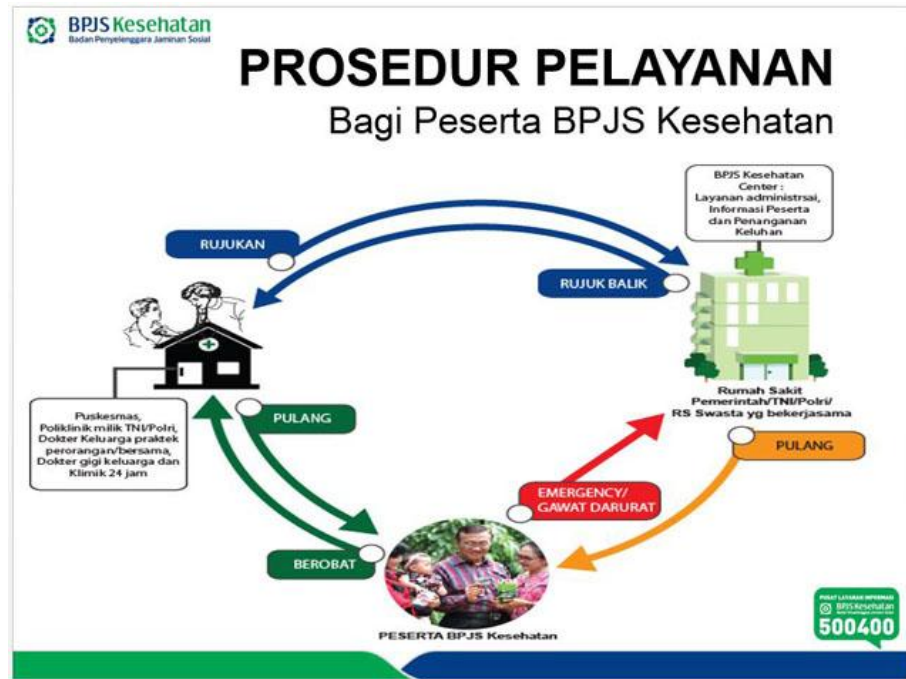 BPJS Kesehatan
Badan Penyelenggara Jaminan Sosial
PROSEDUR PELAYANAN
Bagi Peserta BPJS Kesehatan
BPJS Kesehatan
Center :
Layanan administrsai,
Informasi Peserta
dan Penanganan
Keluhan
RUJUKAN
RUJUK BALIK
Rumah Sakit
Pemerintah/TNI/Polri/
RS Swasta yg bekerjasama
Puskesmas,
Poliklinik milik TNI/Polri,
Dokter Keluarga praktek
perorangan/bersama,
Dokter gigi keluarga dan
Klimik 24 jam
PULANG
PULANG
EMERGENCY/
GAWAT DARURAT
BEROBAT
PESERTA BPJS Kesehatan
PUSAT LAYANAN INFORMASI
BPJS Kesehatan
500400